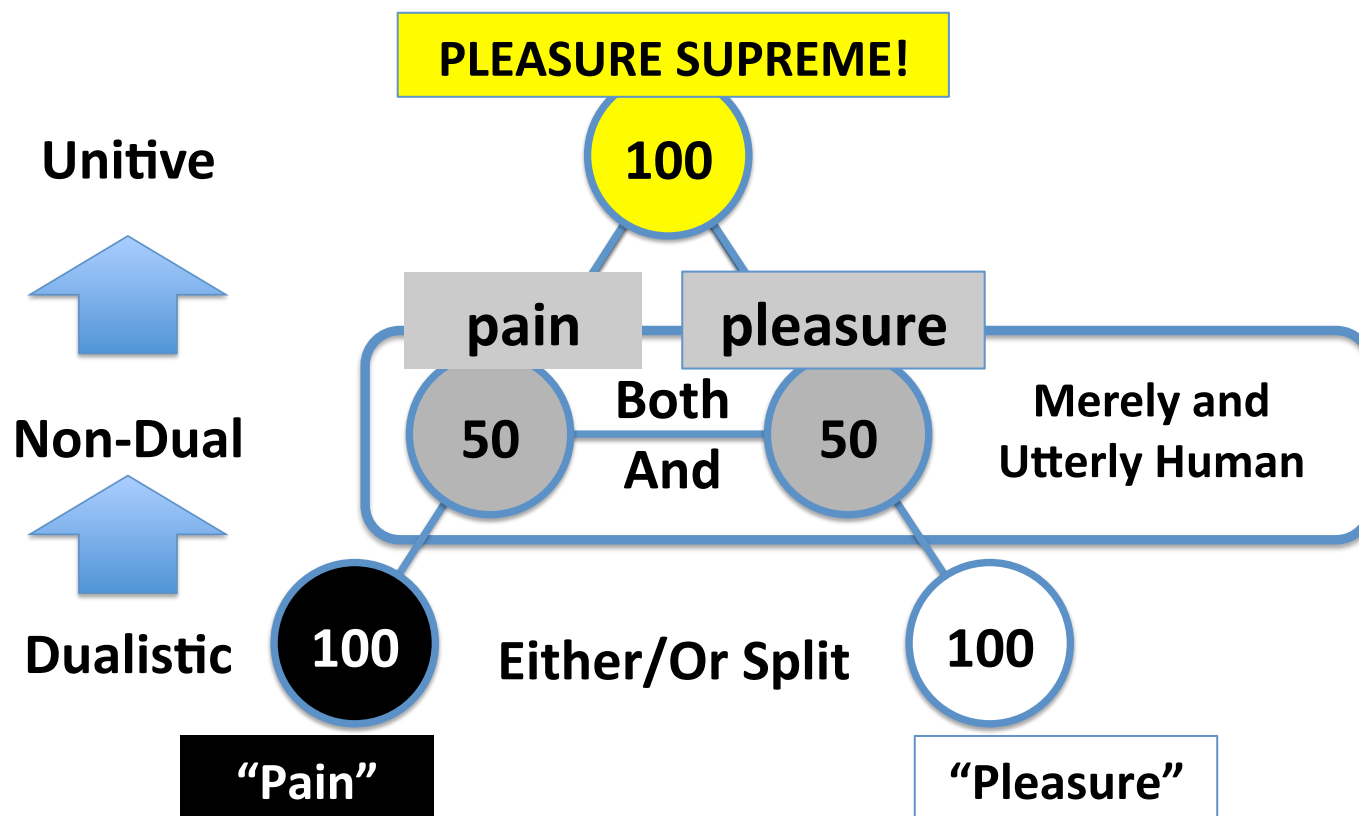 PLEASURE SUPREME!
Unitive
100
pain
pleasure
Non-Dual
50
Both
And
50
Merely and
Utterly Human
Dualistic
100
Either/Or Split
100
“Pain”
“Pleasure”